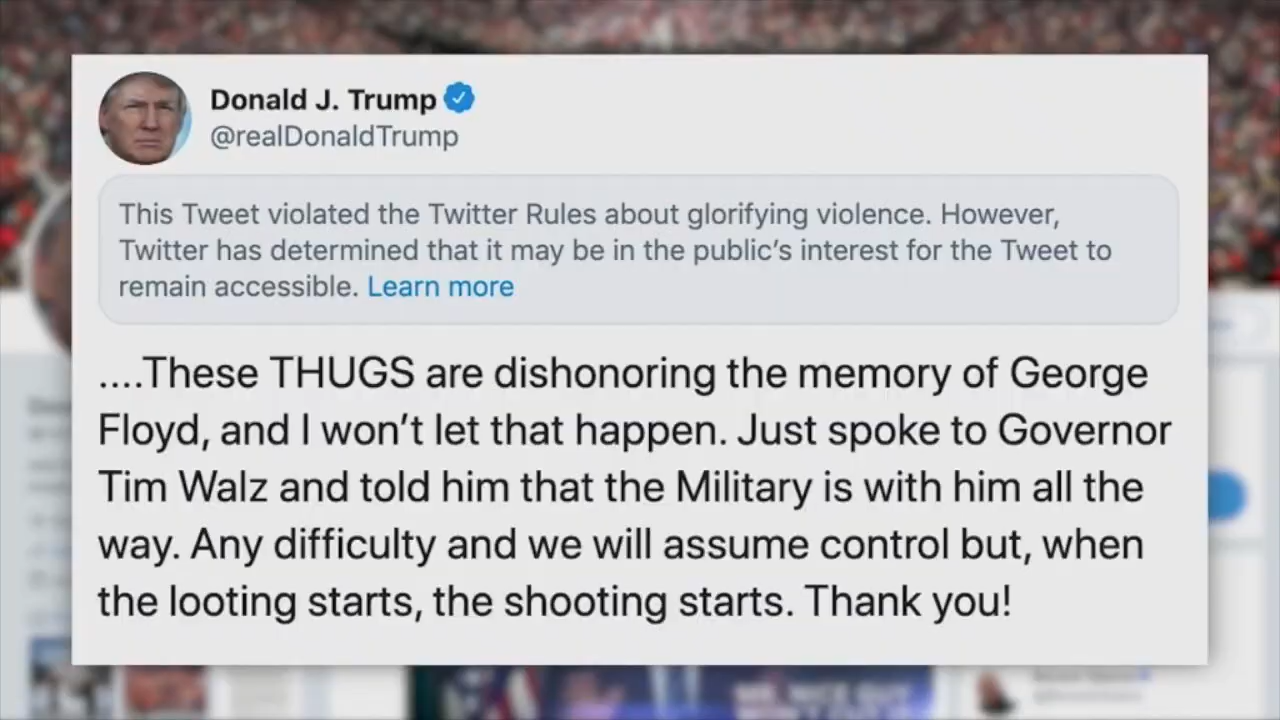 Donald J. Trump
@realDonaldTrump
This Tweet violated the Twitter Rules about glorifying violence. However,
Twitter has determined that it may be in the public’s interest for the Tweet to
remain accessible. Learn more
....These THUGS are dishonoring the memory of George
Floyd, and I won’t let that happen. Just spoke to Governor
Tim Walz and told him that the Military is with him all the
way. Any difficulty and we will assume control but, when
the looting starts, the shooting starts. Thank you!